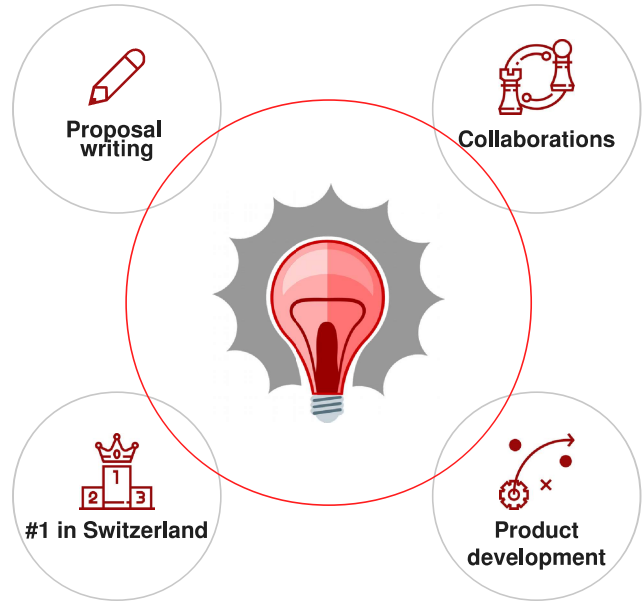 Proposal
writing
Collaborations
0
1
2
3
#1 in Switzerland
Product
development